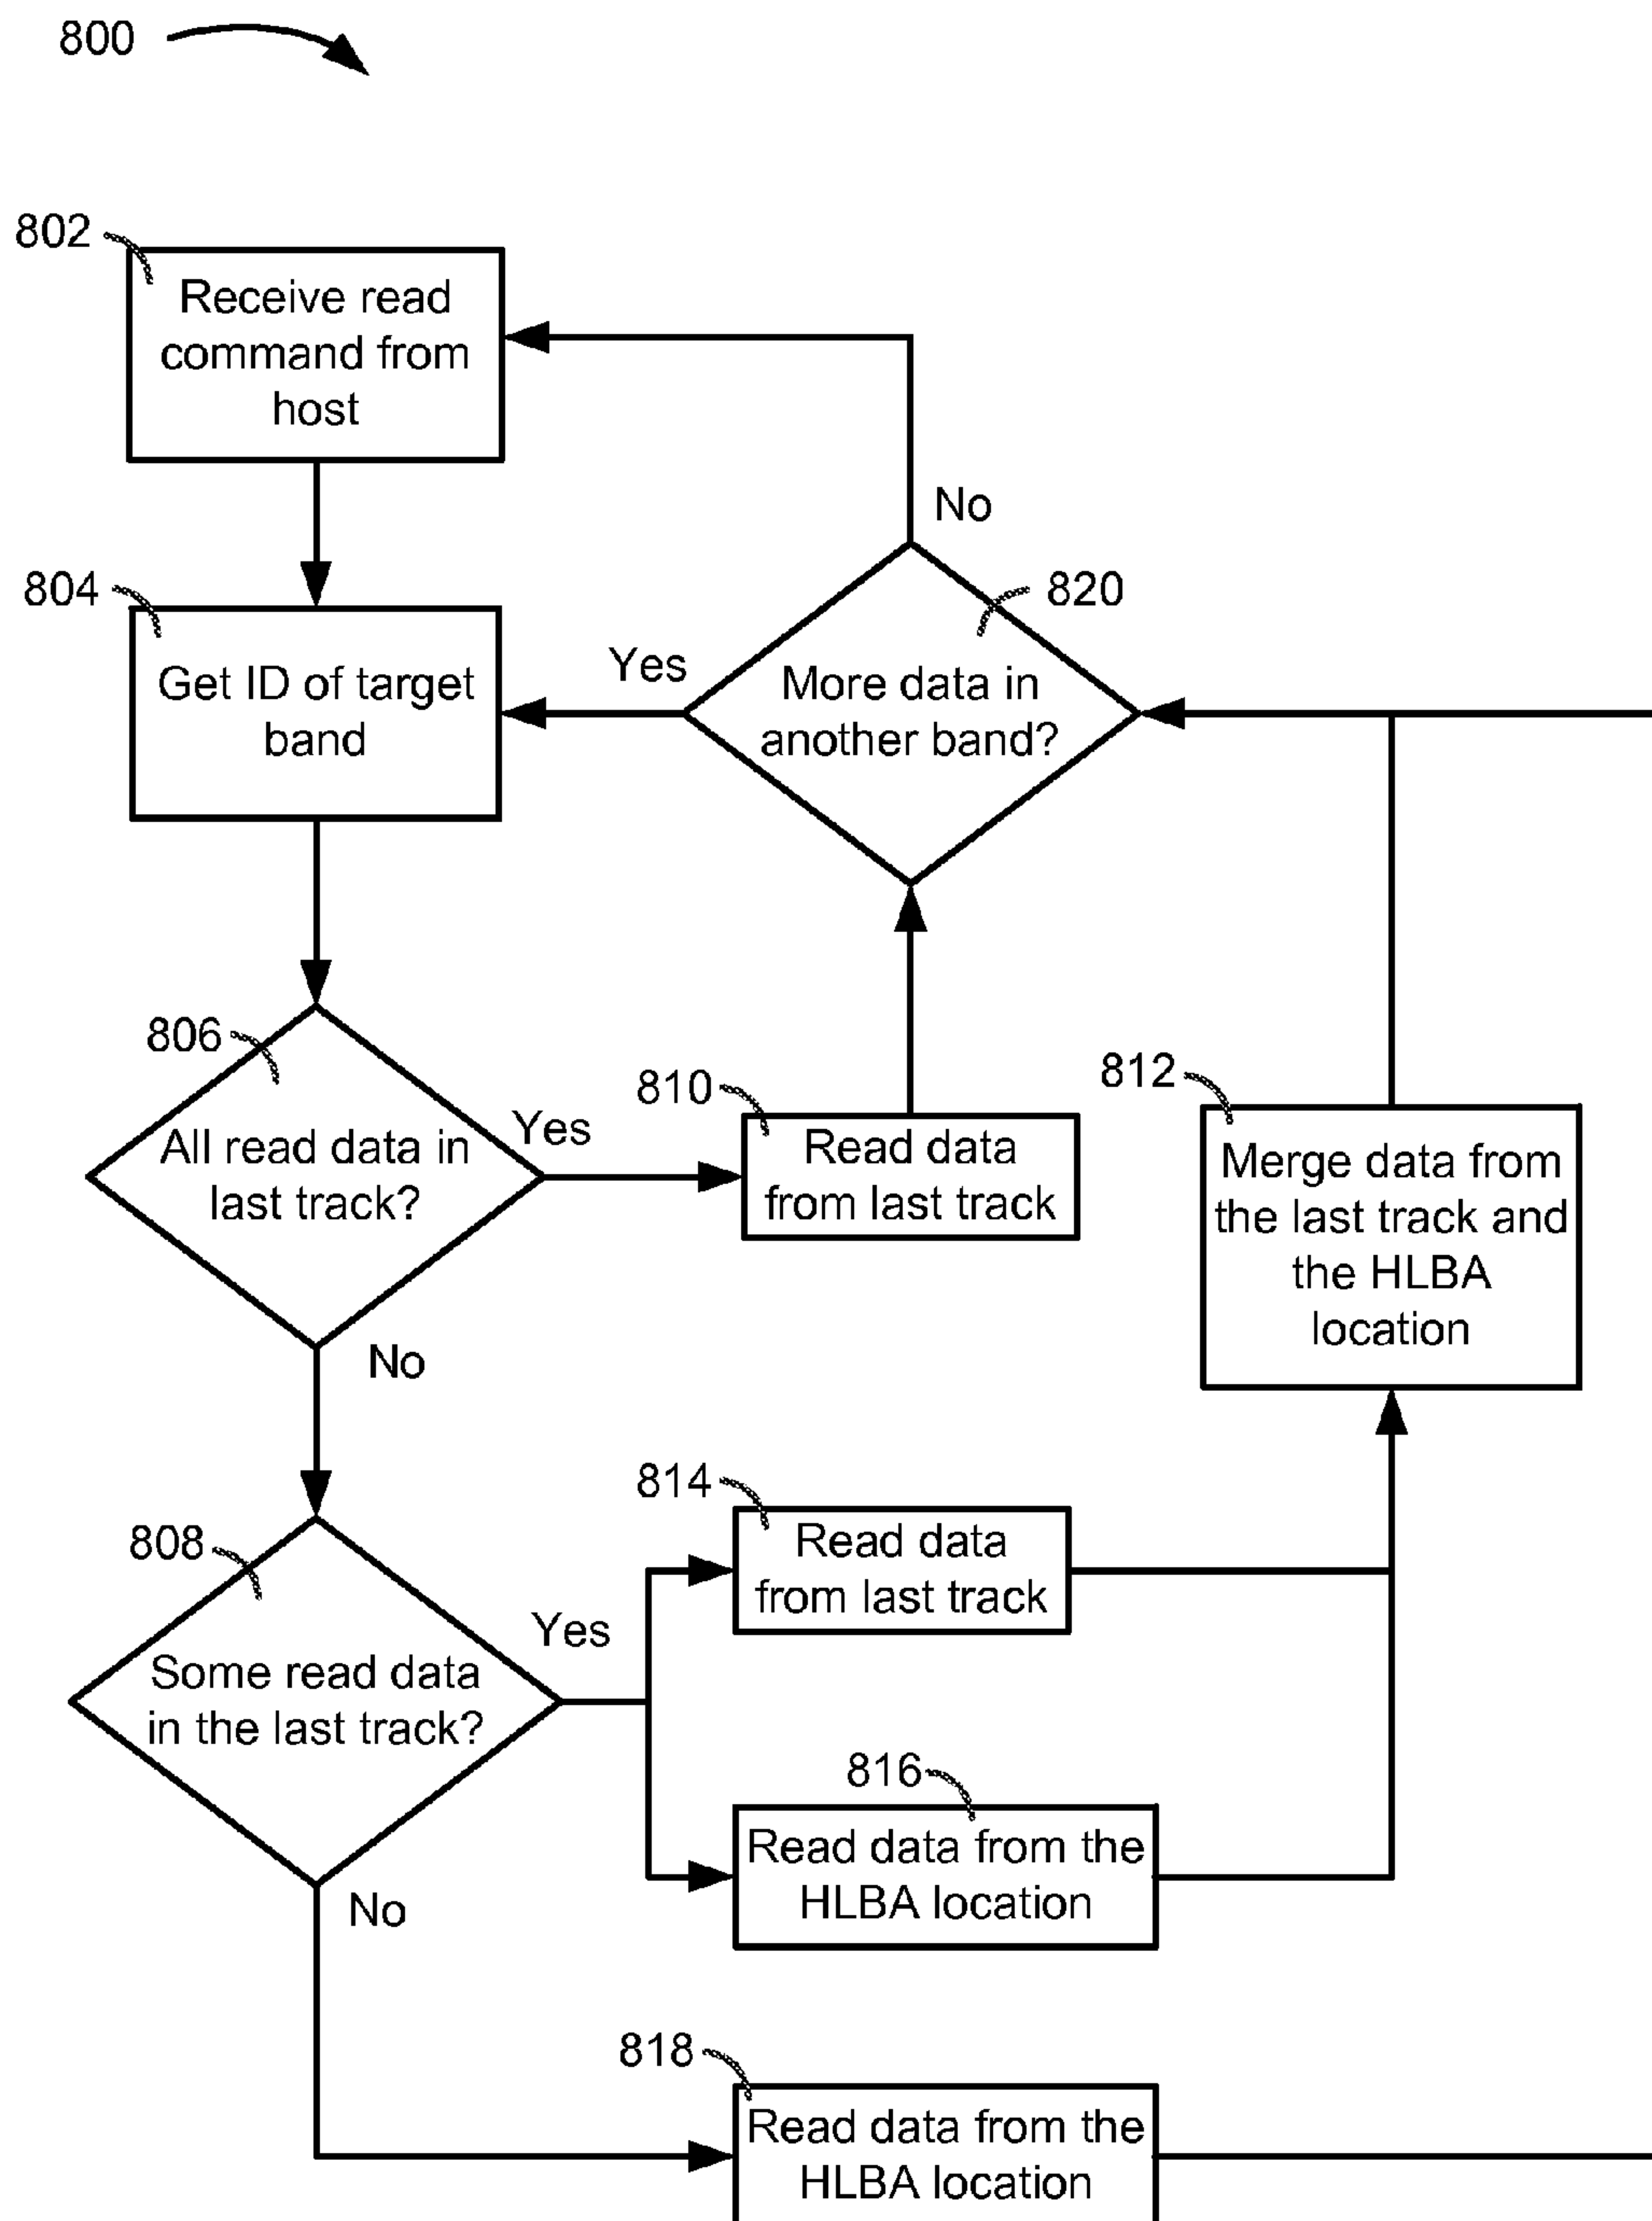 800
802
Receive read
command from
host
No
804
820
Get ID of target
band
Yes
More data in
another band?
806
All read data in
last track?
Yes
810
Read data
from last track
812
Merge data from
the last track and
the HLBA
location
No
808
Some read data
in the last track?
Yes
814
Read data
from last track
816
Read data from the
HLBA location
No
818
Read data from the
HLBA location